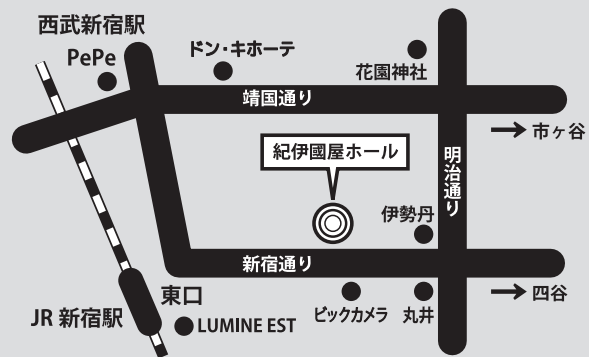 西武新宿駅
PePe
ドン・キホーテ
花園神社
靖国通り
市ヶ谷
紀伊國屋ホール
明治通り
伊勢丹
新宿通り
四谷
東口
ビックカメラ
丸井
JR 新宿駅
LUMINE EST